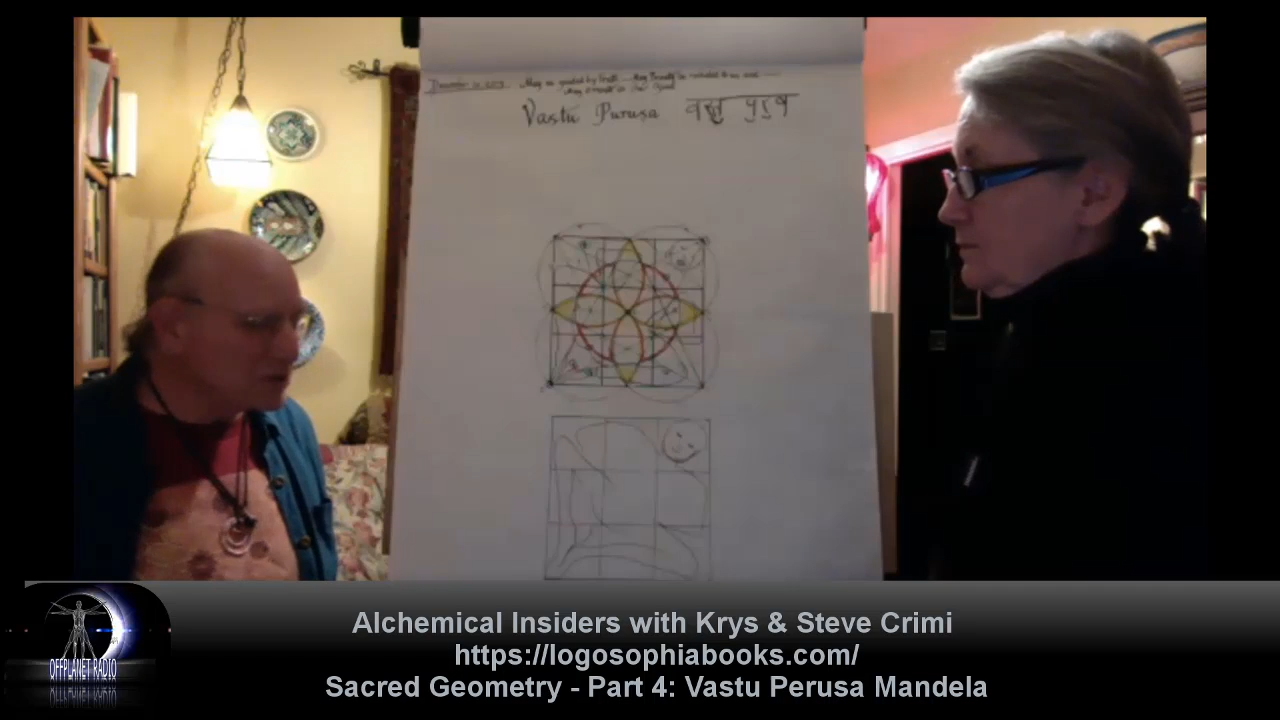 Vastu Purusa वस्तु पुरुष
OFFPLANET RADIO
Alchemical Insiders with Krys & Steve Crimi
https://logosophiabooks.com/
Sacred Geometry - Part 4: Vastu Perusa Mandela